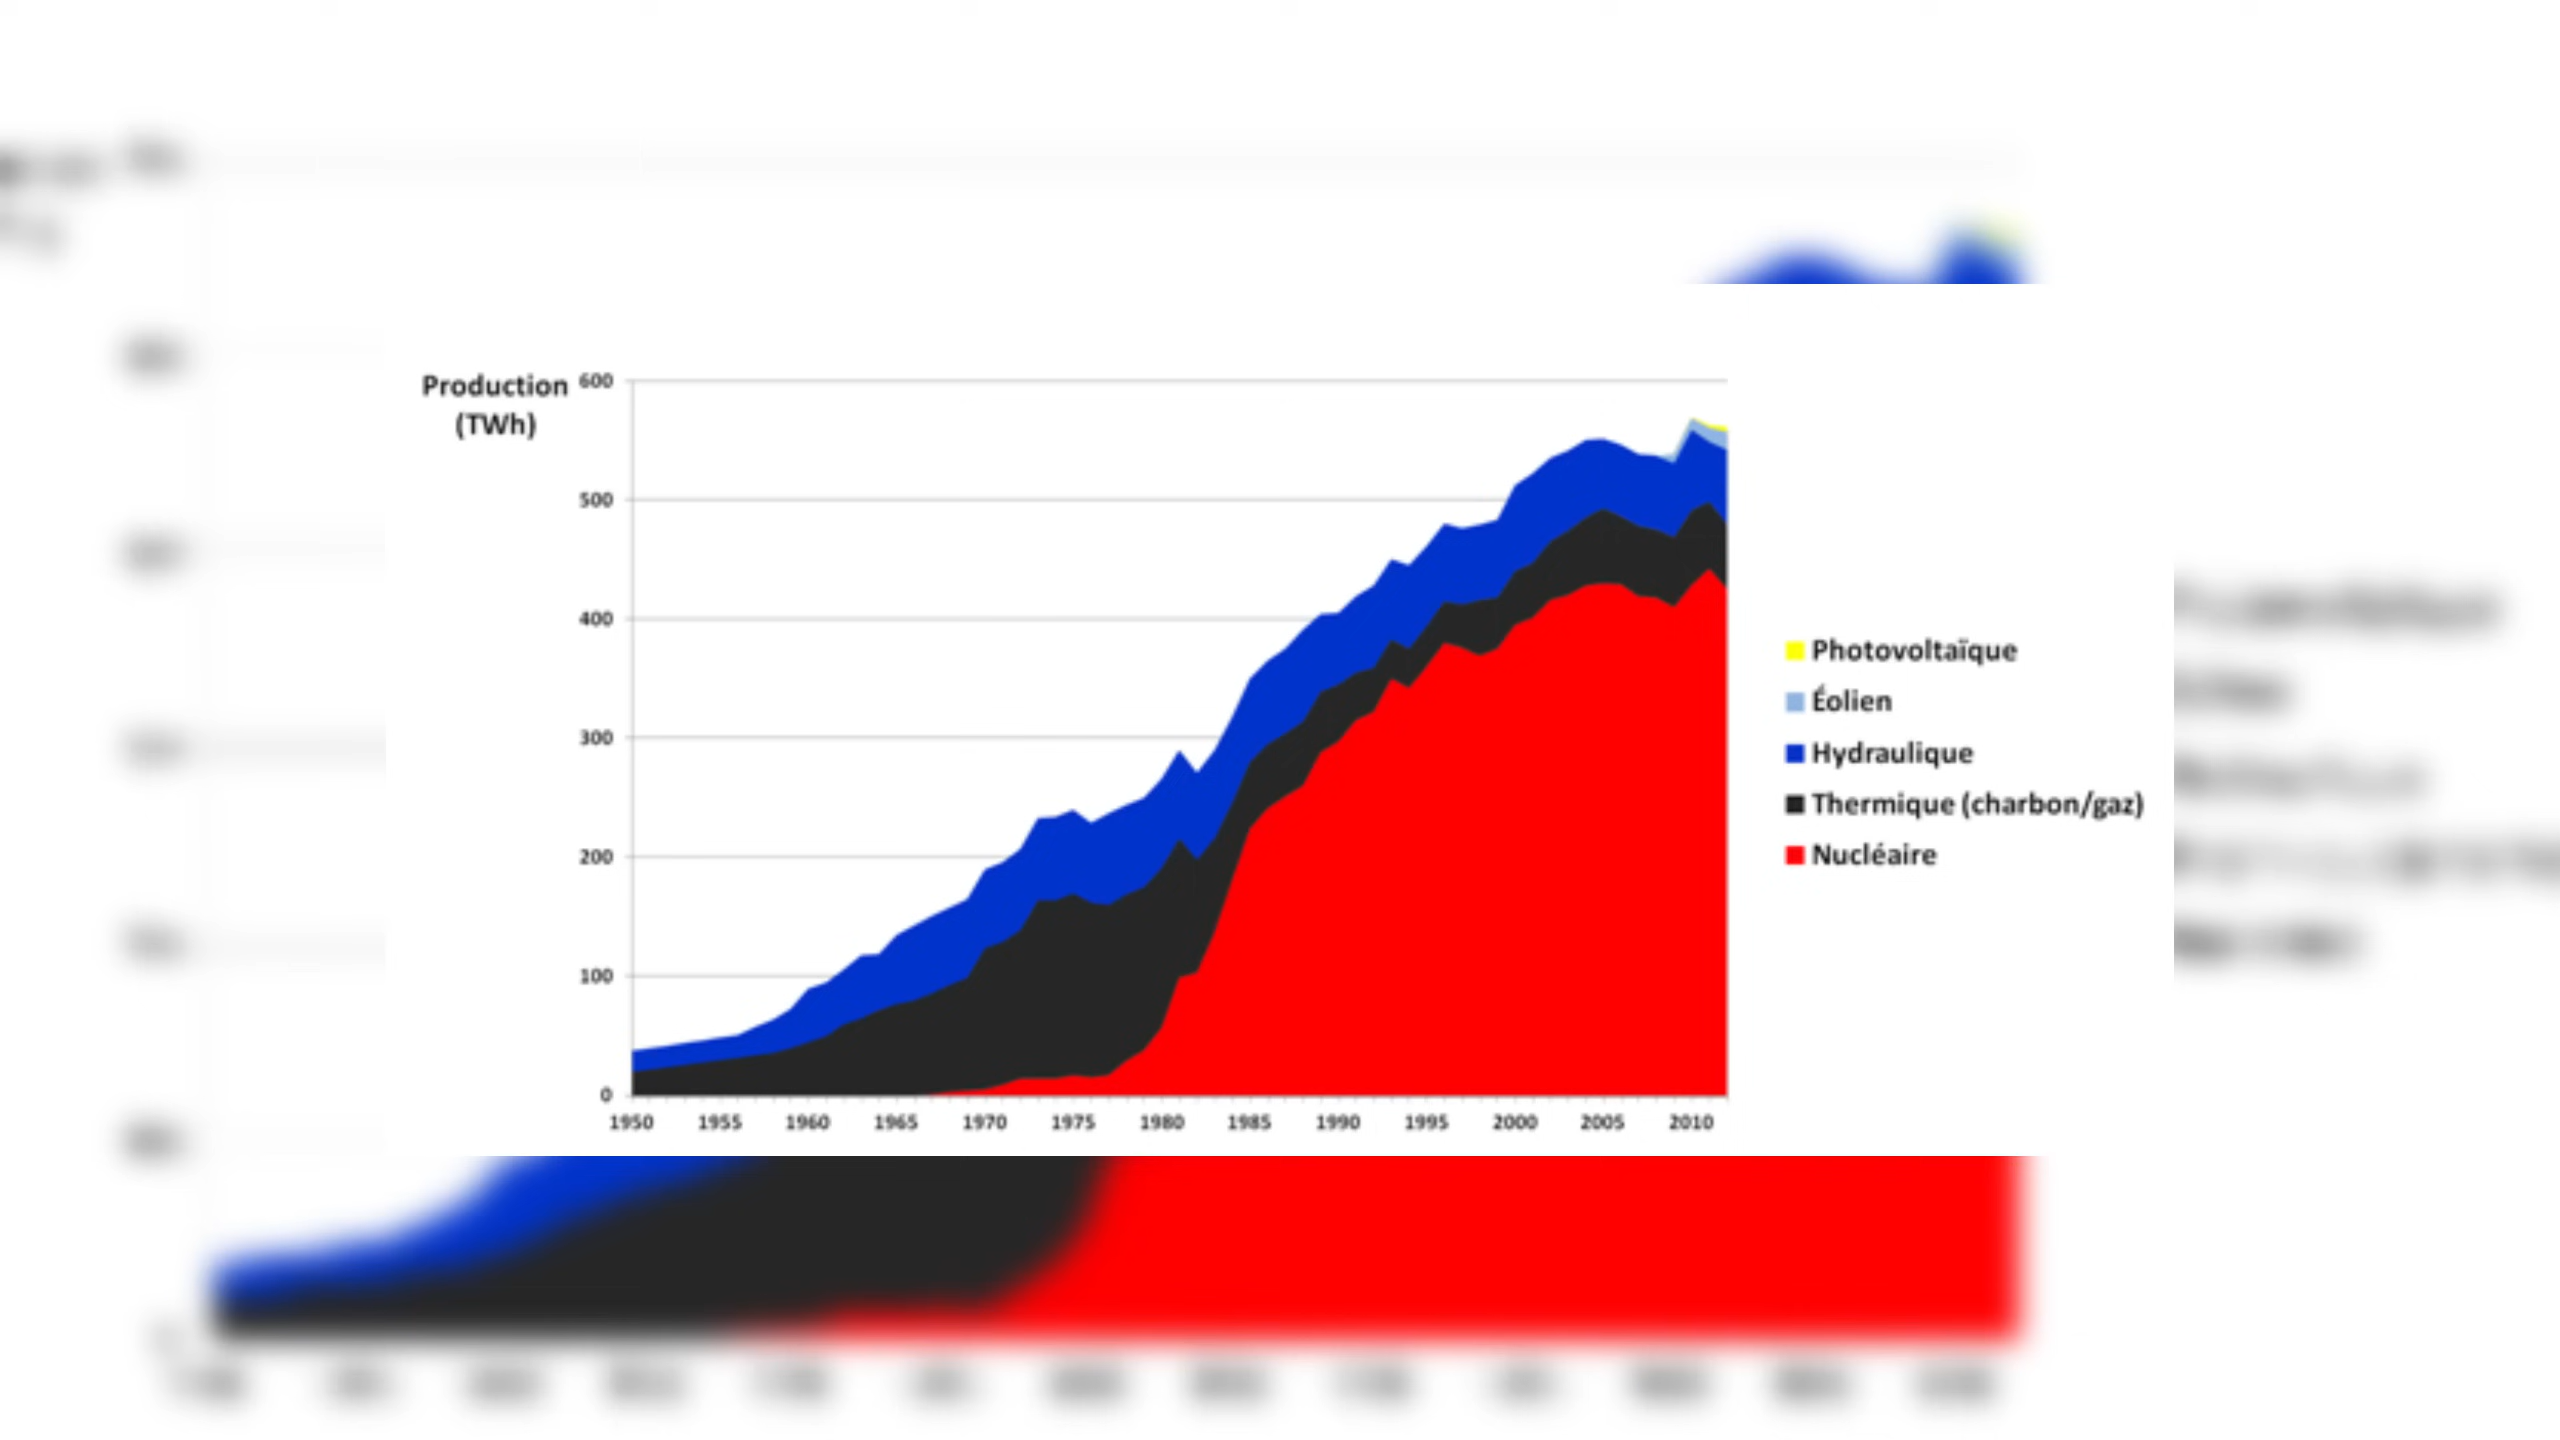 Production
(TWh)
600
500
400
300
200
100
0
1950 1955 1960 1965 1970 1975 1980 1985 1990 1995 2000 2005 2010
Photovoltaïque
Éolien
Hydraulique
Thermique (charbon/gaz)
Nucléaire